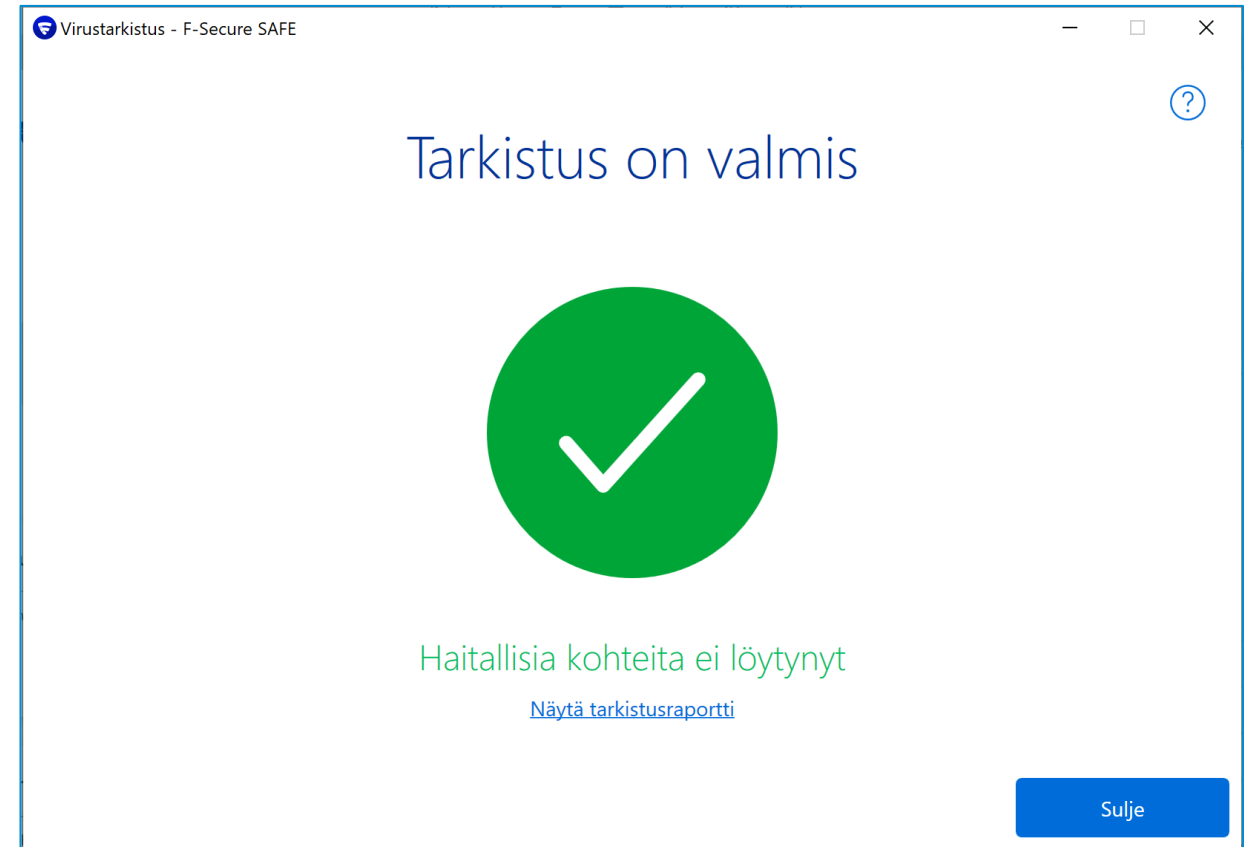 Virustarkistus - F-Secure SAFE
?
Tarkistus on valmis
Haitallisia kohteita ei löytynyt
Näytä tarkistusraportti
Sulje